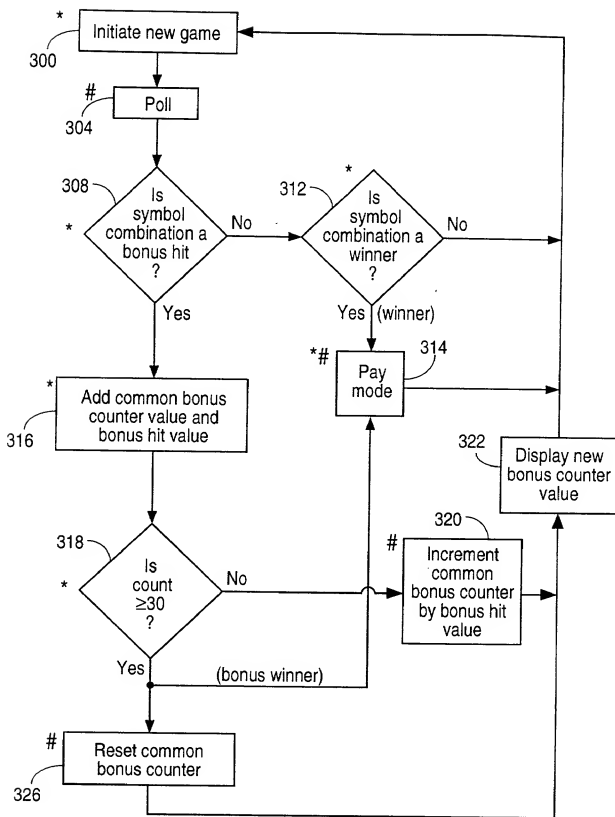 *
Initiate new game
300
#
Poll
304
308
Is
symbol
combination a
bonus hit
?
*
No
Yes
312
*
Is
symbol
combination a
winner
?
No
Yes (winner)
*#
314
Pay
mode
*
Add common bonus
counter value and
bonus hit value
316
322
Display new
bonus counter
value
318
*
Is
count
≥30
?
No
Yes
320
#
Increment
common
bonus counter
by bonus hit
value
(bonus winner)
#
Reset common
bonus counter
326